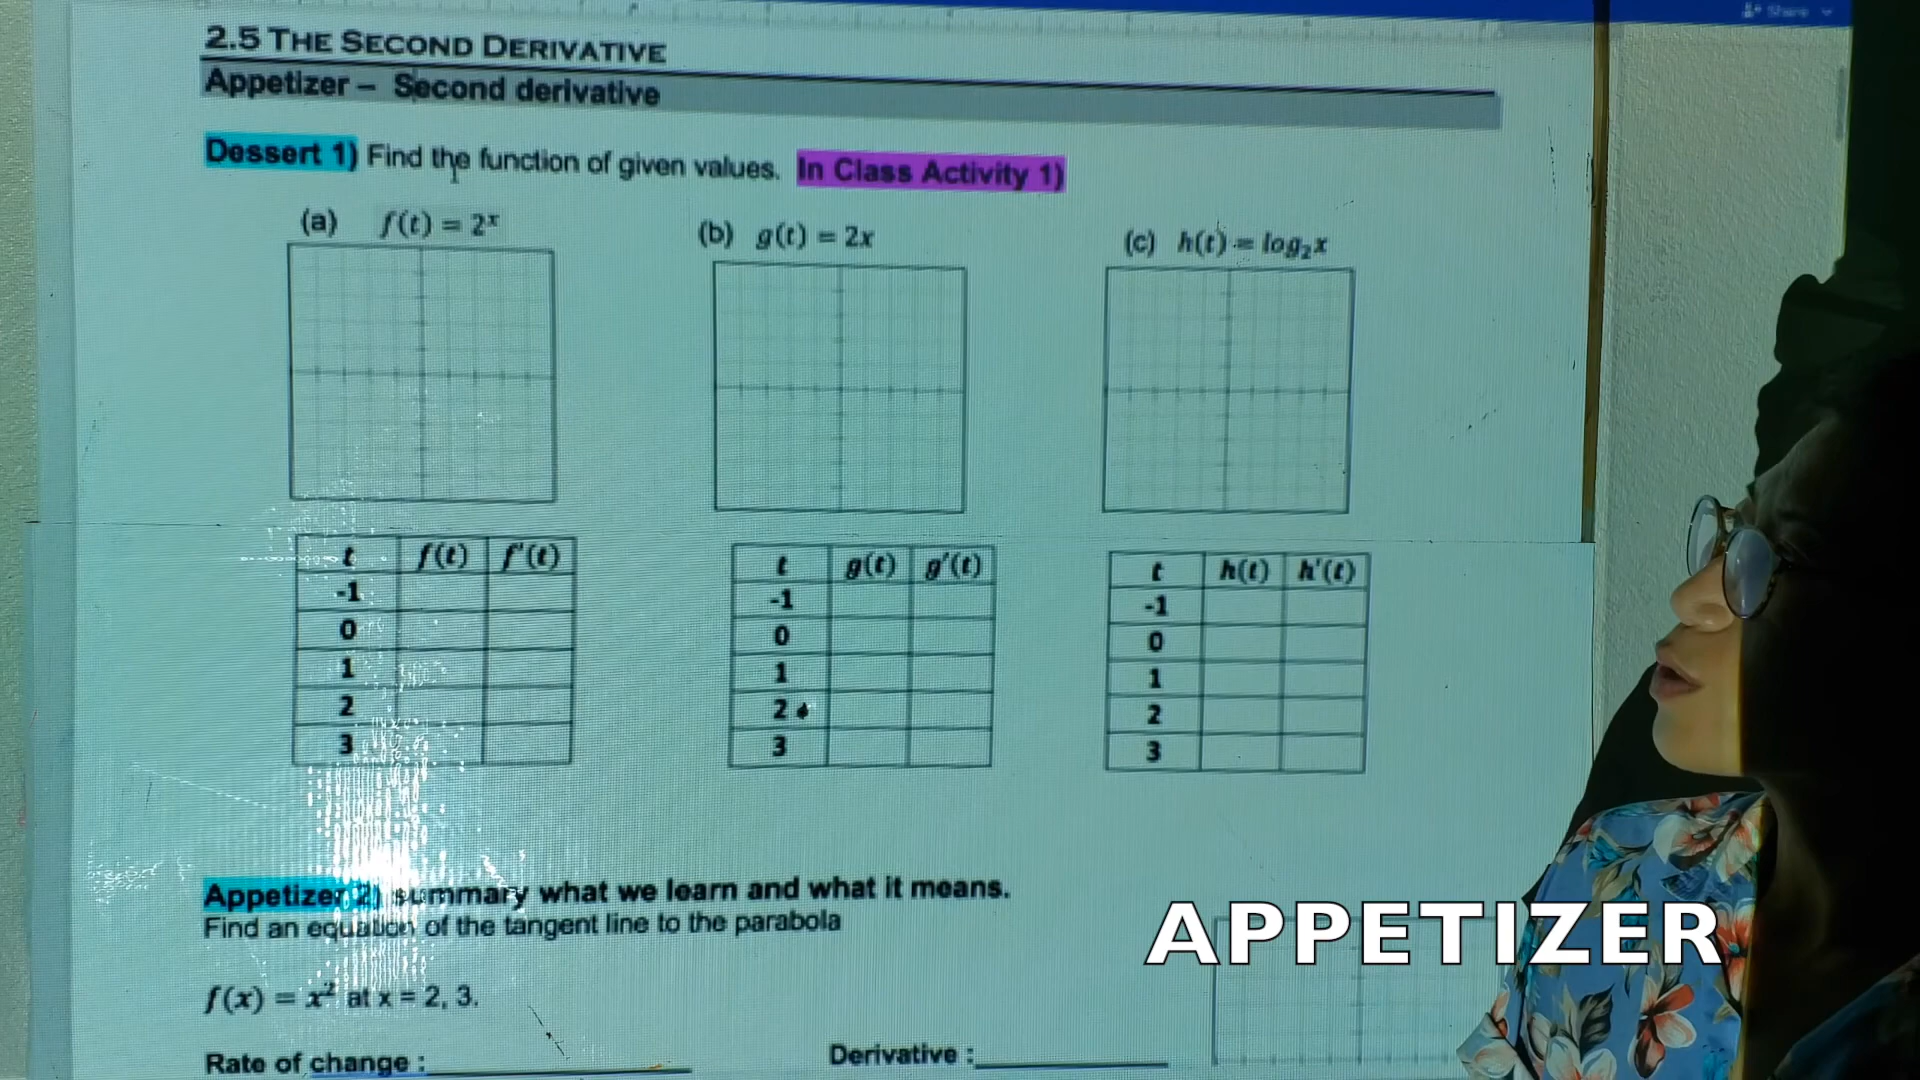 Share
2.5 THE SECOND DERIVATIVE
Appetizer – Second derivative
Dessert 1) Find the function of given values. In Class Activity 1)
(a) f(t) = 2ˣ
(b) g(t) = 2x
(c) h(t) = log₂x
t f(t) f'(t)
-1
0
1
2
3
t g(t) g'(t)
-1
0
1
2
3
t h(t) h'(t)
-1
0
1
2
3
Appetizer 2) summary what we learn and what it means.
Find an equation of the tangent line to the parabola
f(x) = x² at x = 2, 3.
Rate of change :
Derivative :
APPETIZER